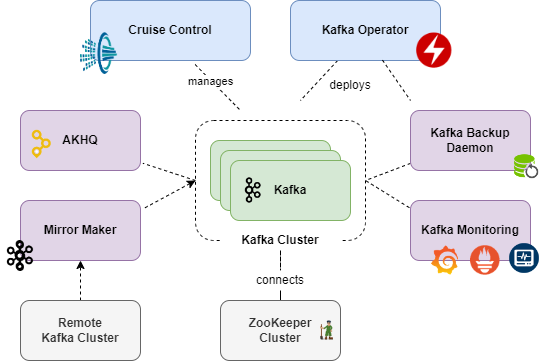 Cruise Control
Kafka Operator
manages
deploys
AKHQ
Kafka Backup
Daemon
Kafka
Mirror Maker
Kafka Monitoring
Kafka Cluster
connects
Remote
Kafka Cluster
ZooKeeper
Cluster